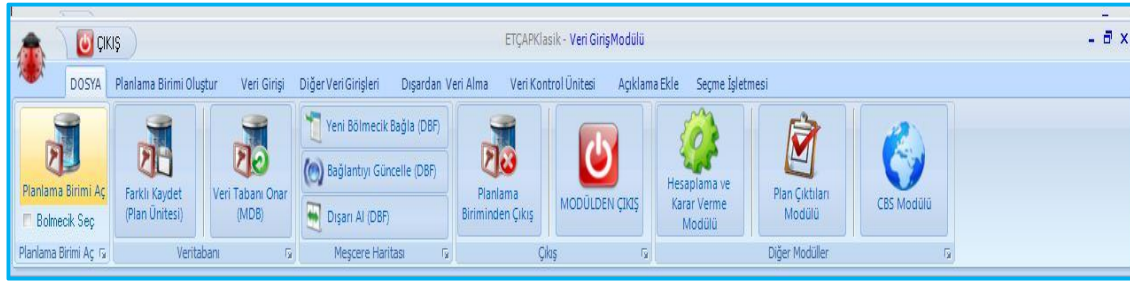 ÇIKIŞ
ETÇAPKlasik - Veri GirişModülü
DOSYA Planlama Birimi Oluştur Veri Girişi Diğer Veri Girişleri Dışardan Veri Alma Veri Kontrol Ünitesi Açıklama Ekle Seçme İşletmesi
Planlama Birimi Aç
Bolmecik Seç
Planlama Birimi Aç
Farklı Kaydet
(Plan Ünitesi)
Veri Tabanı Onar
(MDB)
Veritabanı
Yeni Bölmecik Bağla (DBF)
Bağlantıyı Güncelle (DBF)
Dışarı Al (DBF)
Meşcere Haritası
Planlama
Biriminden Çıkış
MODÜLDEN ÇIKIŞ
Çıkış
Hesaplama ve
Karar Verme
Modülü
Plan Çıktıları
Modülü
CBS Modülü
Diğer Modüller